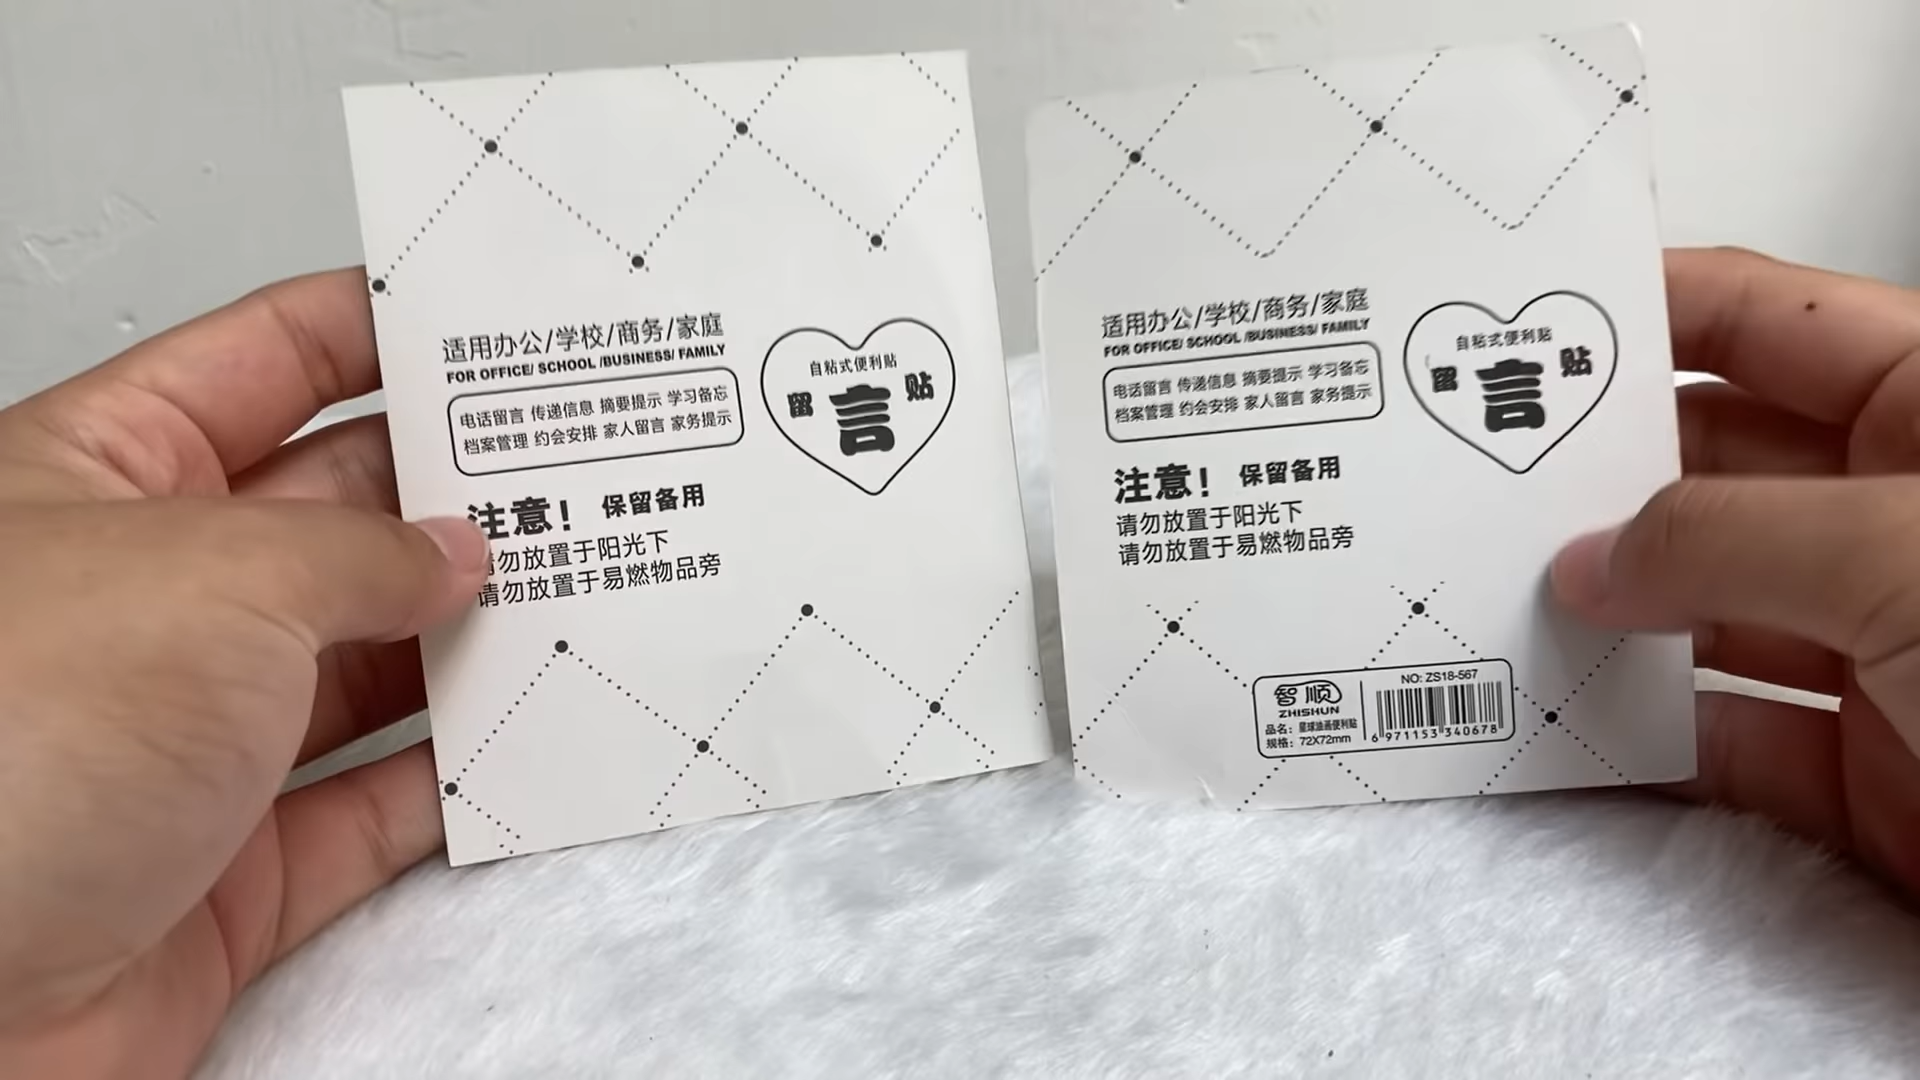 适用办公/学校/商务/家庭
FOR OFFICE/ SCHOOL /BUSINESS/ FAMILY
电话留言 传递信息 摘要提示 学习备忘
档案管理 约会安排 家人留言 家务提示
自粘式便利贴
留言贴
注意! 保留备用
请勿放置于阳光下
请勿放置于易燃物品旁
适用办公/学校/商务/家庭
FOR OFFICE/ SCHOOL /BUSINESS/ FAMILY
电话留言 传递信息 摘要提示 学习备忘
档案管理 约会安排 家人留言 家务提示
自粘式便利贴
留言贴
注意! 保留备用
请勿放置于阳光下
请勿放置于易燃物品旁
智顺
ZHISHUN
品名：星球油画便利贴
规格：72X72mm
NO: ZS18-567
6 971153 340678